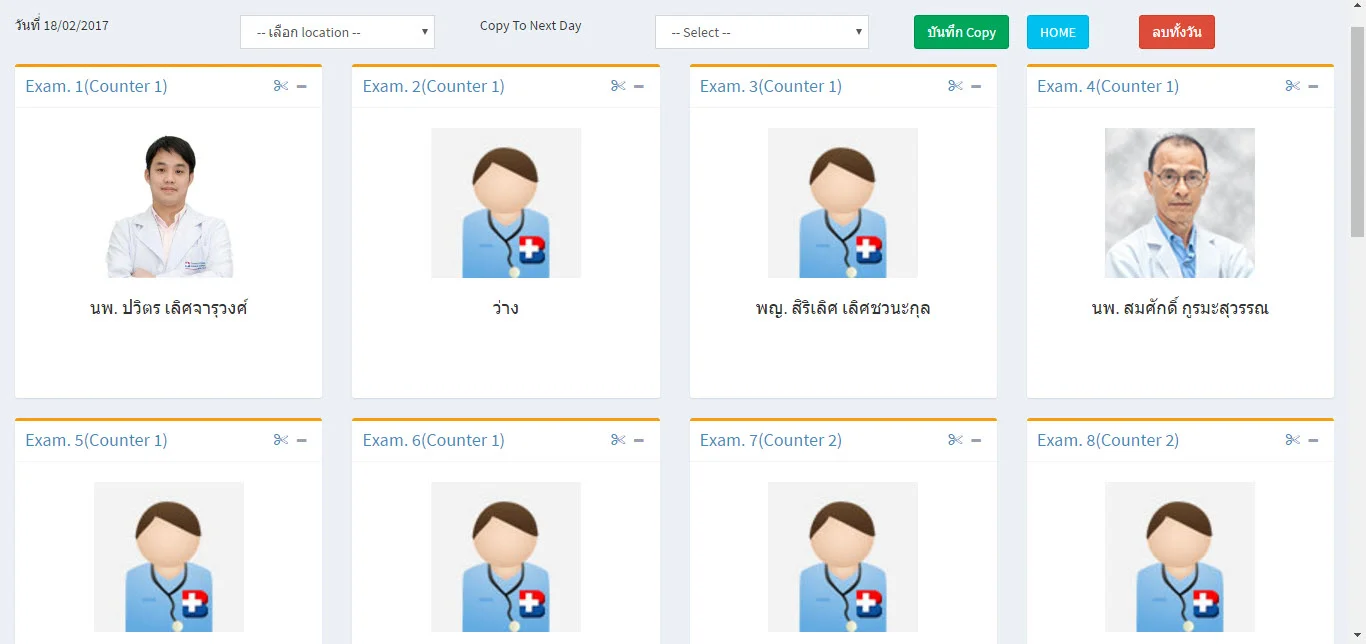 วันที่ 18/02/2017
-- เลือก location --
Copy To Next Day
-- Select --
บันทึก Copy
HOME
ลบทั้งวัน
Exam. 1(Counter 1)
Exam. 2(Counter 1)
Exam. 3(Counter 1)
Exam. 4(Counter 1)
นพ. ปวิตร เลิศจารุวงศ์
ว่าง
พญ. สิริเลิศ เลิศชวนะกุล
นพ. สมศักดิ์ กูรมะสุวรรณ
Exam. 5(Counter 1)
Exam. 6(Counter 1)
Exam. 7(Counter 2)
Exam. 8(Counter 2)